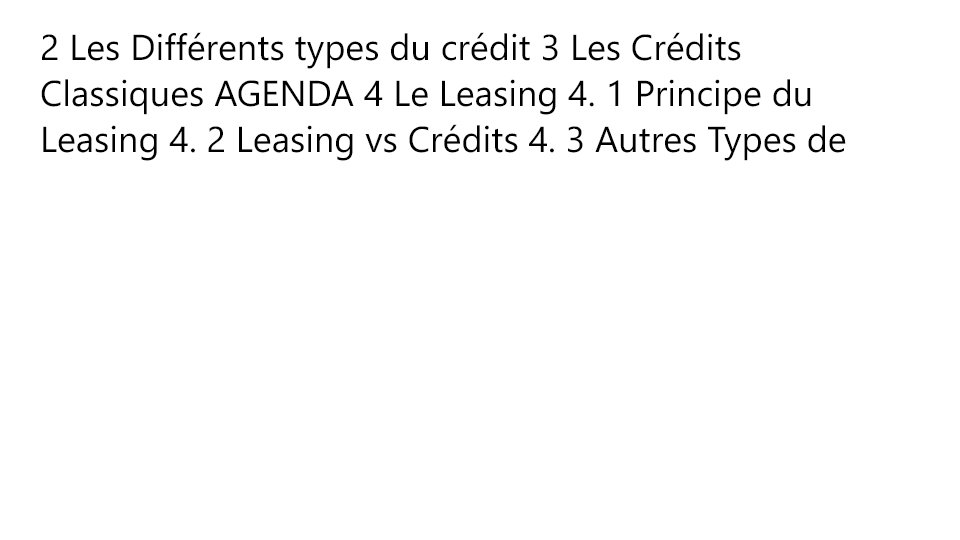 2 Les Différents types du crédit 3 Les Crédits
Classiques AGENDA 4 Le Leasing 4. 1 Principe du
Leasing 4. 2 Leasing vs Crédits 4. 3 Autres Types de